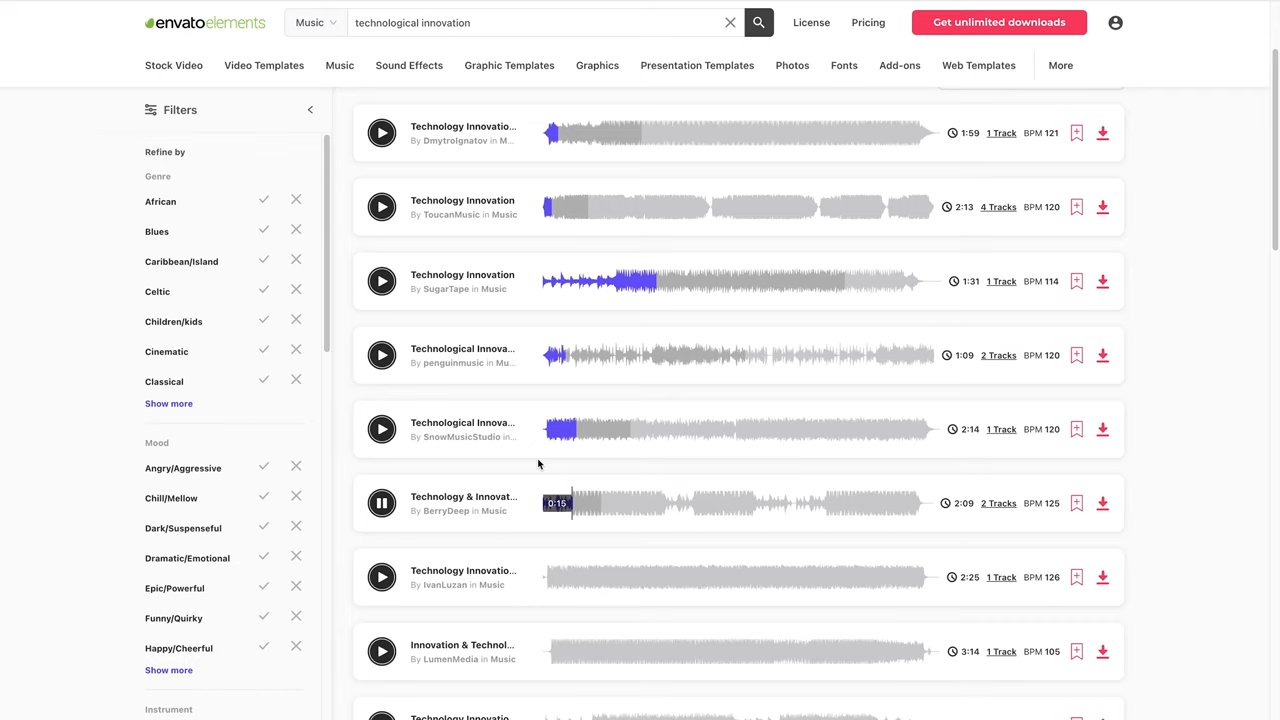 envatoelements
Music
technological innovation
License
Pricing
Get unlimited downloads
Stock Video
Video Templates
Music
Sound Effects
Graphic Templates
Graphics
Presentation Templates
Photos
Fonts
Add-ons
Web Templates
More
Filters
Refine by
Genre
African
Blues
Caribbean/Island
Celtic
Children/kids
Cinematic
Classical
Show more
Mood
Angry/Aggressive
Chill/Mellow
Dark/Suspenseful
Dramatic/Emotional
Epic/Powerful
Funny/Quirky
Happy/Cheerful
Show more
Instrument
Technology Innovatio...
By DmytroIgnatov in M...
1:59 1 Track BPM 121
Technology Innovation
By ToucanMusic in Music
2:13 4 Tracks BPM 120
Technology Innovation
By SugarTape in Music
1:31 1 Track BPM 114
Technological Innova...
By penguinmusic in Mu...
1:09 2 Tracks BPM 120
Technological Innova...
By SnowMusicStudio in...
2:14 1 Track BPM 120
Technology & Innovat...
By BerryDeep in Music
0:15
2:09 2 Tracks BPM 125
Technology Innovatio...
By IvanLuzan in Music
2:25 1 Track BPM 126
Innovation & Technol...
By LumenMedia in Music
3:14 1 Track BPM 105
Technology Innovatio...